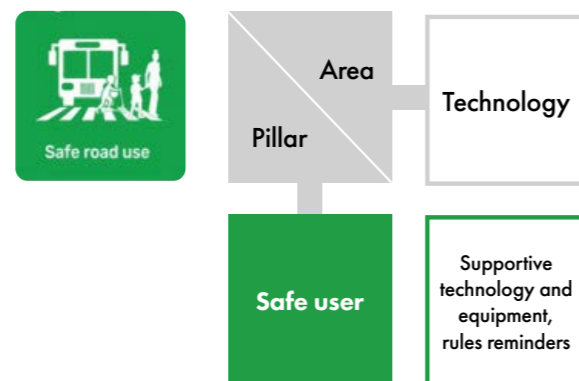 Safe road use
Area
Pillar
Technology
Safe user
Supportive
technology and
equipment,
rules reminders